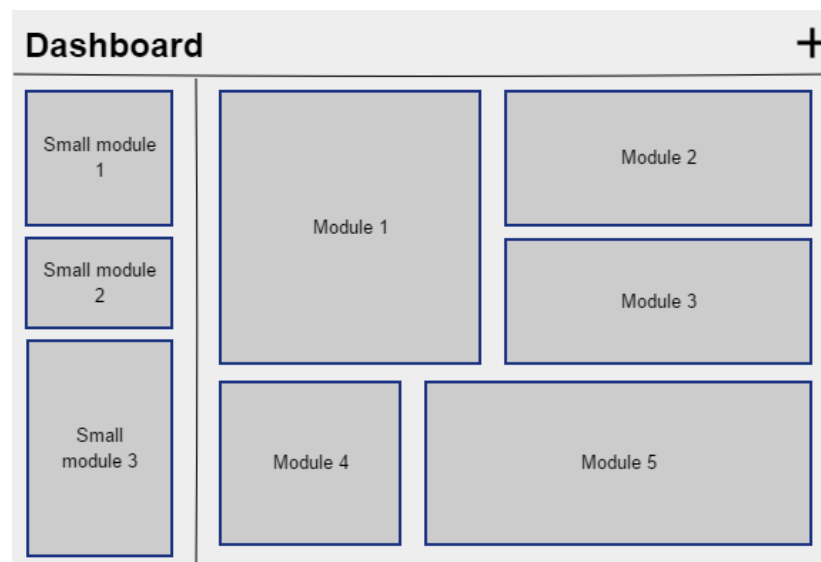 Dashboard +
Small module
1
Small module
2
Small
module 3
Module 1
Module 2
Module 3
Module 4
Module 5